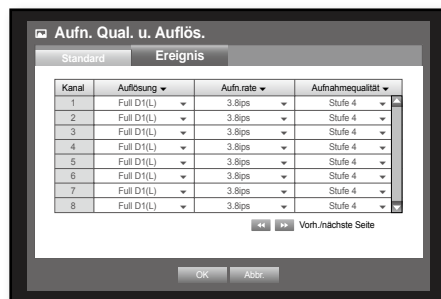 Aufn. Qual. u. Auflös.
Standard Ereignis
Kanal Auflösung Aufn.rate Aufnahmequalität
1 Full D1(L) 3.8ips Stufe 4
2 Full D1(L) 3.8ips Stufe 4
3 Full D1(L) 3.8ips Stufe 4
4 Full D1(L) 3.8ips Stufe 4
5 Full D1(L) 3.8ips Stufe 4
6 Full D1(L) 3.8ips Stufe 4
7 Full D1(L) 3.8ips Stufe 4
8 Full D1(L) 3.8ips Stufe 4
Vorh./nächste Seite
OK Abbr.